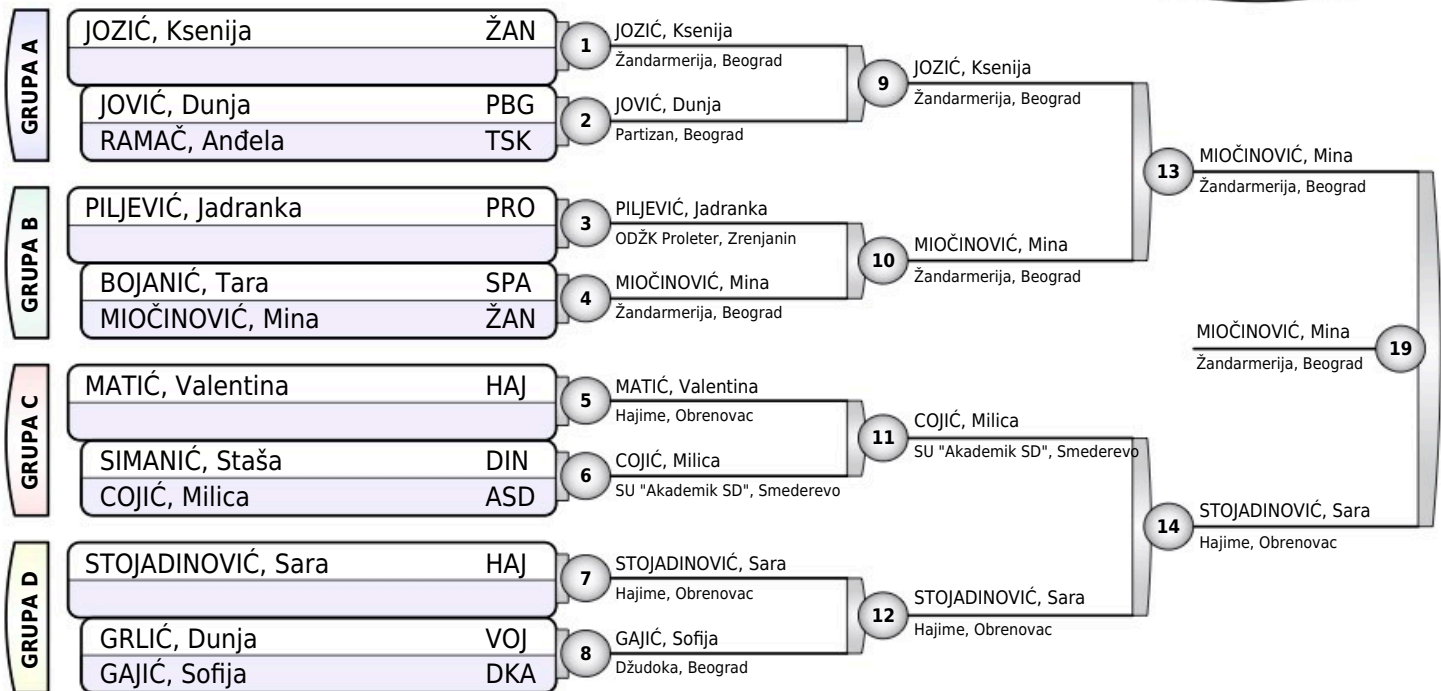 GRUPA A
JOZIĆ, Ksenija ŽAN
JOVIĆ, Dunja PBG
RAMAČ, Anđela TSK
GRUPA B
PILJEVIĆ, Jadranka PRO
BOJANIĆ, Tara SPA
MIOČINOVIĆ, Mina ŽAN
GRUPA C
MATIĆ, Valentina HAJ
SIMANIĆ, Staša DIN
COJIĆ, Milica ASD
GRUPA D
STOJADINOVIĆ, Sara HAJ
GRLIĆ, Dunja VOJ
GAJIĆ, Sofija DKA
1 JOZIĆ, Ksenija
Žandarmerija, Beograd
2 JOVIĆ, Dunja
Partizan, Beograd
3 PILJEVIĆ, Jadranka
ODŽK Proleter, Zrenjanin
4 MIOČINOVIĆ, Mina
Žandarmerija, Beograd
5 MATIĆ, Valentina
Hajime, Obrenovac
6 COJIĆ, Milica
SU "Akademik SD", Smederevo
7 STOJADINOVIĆ, Sara
Hajime, Obrenovac
8 GAJIĆ, Sofija
Džudoka, Beograd
9 JOZIĆ, Ksenija
Žandarmerija, Beograd
10 MIOČINOVIĆ, Mina
Žandarmerija, Beograd
11 COJIĆ, Milica
SU "Akademik SD", Smederevo
12 STOJADINOVIĆ, Sara
Hajime, Obrenovac
13 MIOČINOVIĆ, Mina
Žandarmerija, Beograd
14 STOJADINOVIĆ, Sara
Hajime, Obrenovac
MIOČINOVIĆ, Mina 19
Žandarmerija, Beograd